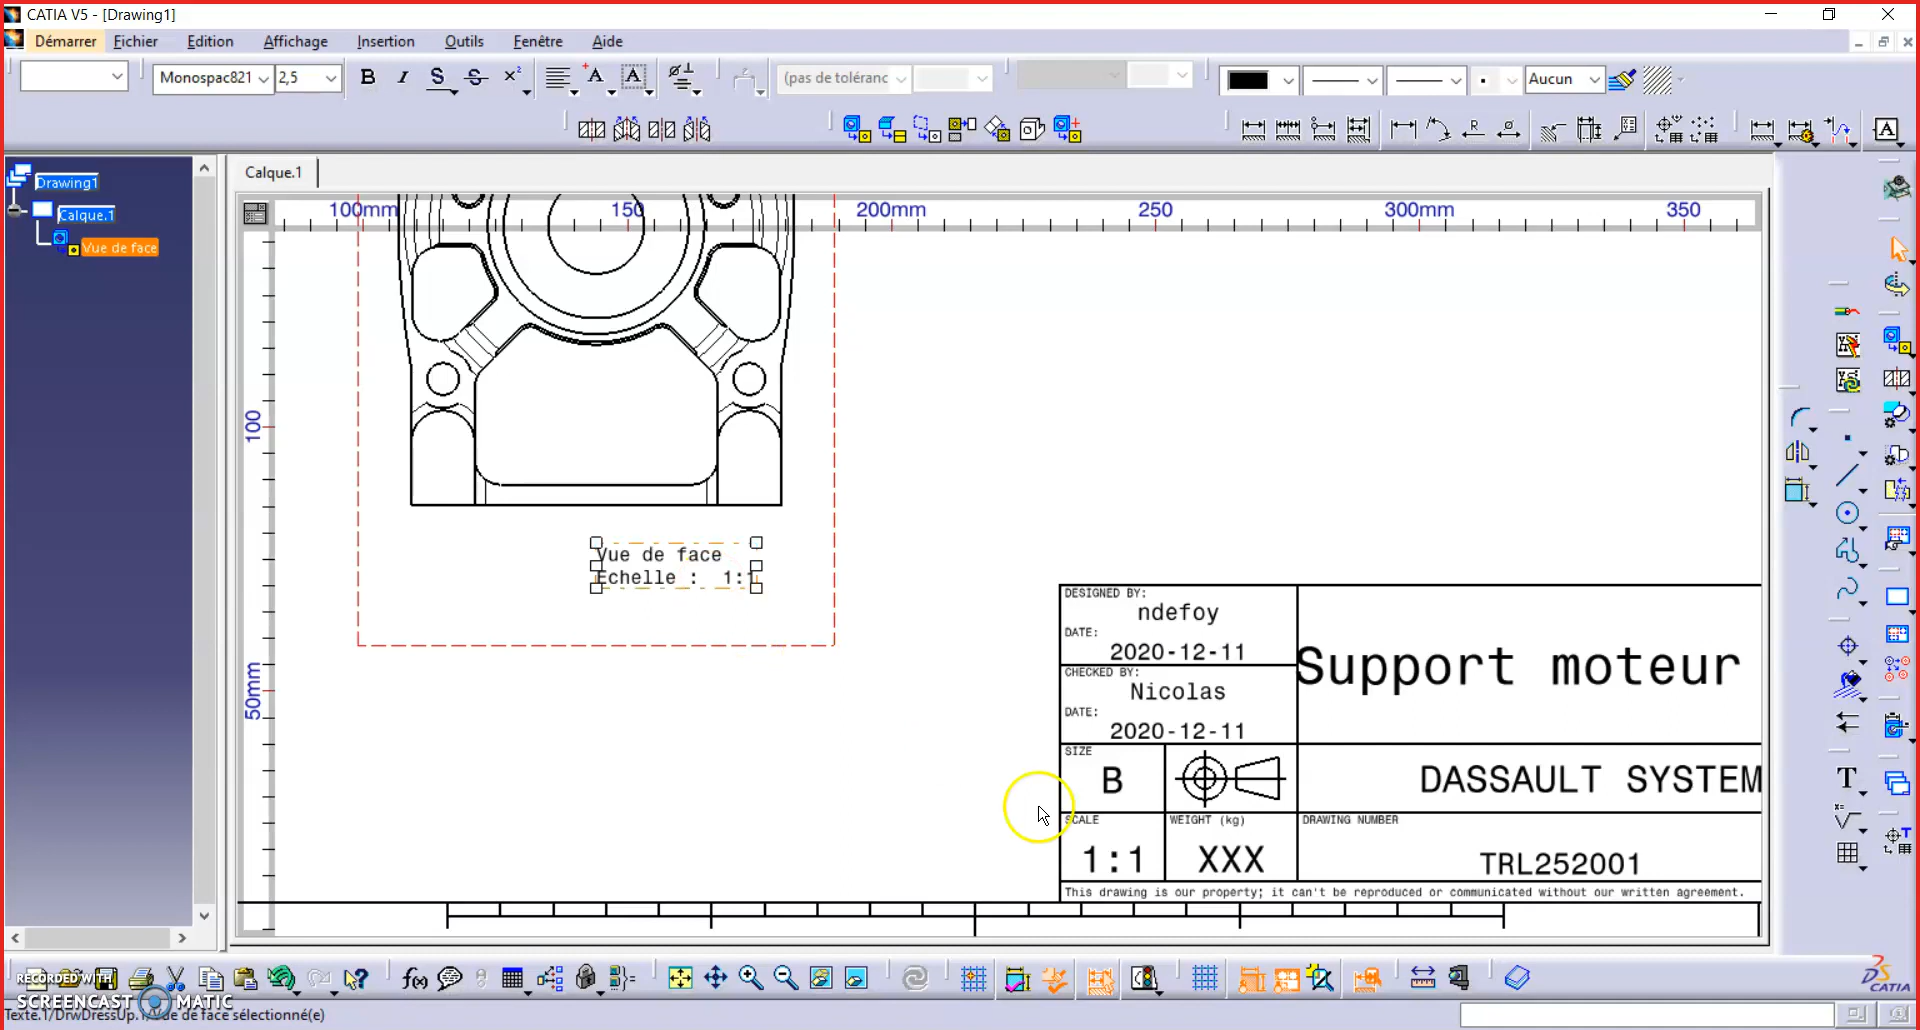 CATIA V5 - [Drawing1]
Démarrer Fichier Edition Affichage Insertion Outils Fenêtre Aide
Monospac821 2,5 B I S S x² (pas de toléranc Aucun
Calque.1
Drawing1
Calque.1
Vue de face
100mm 150 200mm 250 300mm 350
100
50mm
Vue de face
Echelle : 1:1
DESIGNED BY:
ndefoy
DATE:
2020-12-11
CHECKED BY:
Nicolas
DATE:
2020-12-11
Support moteur
SIZE
B
DASSAULT SYSTEM
SCALE
1:1
WEIGHT (kg)
XXX
DRAWING NUMBER
TRL252001
This drawing is our property; it can't be reproduced or communicated without our written agreement.
RECORDED WITH
SCREENCAST MATIC
CATIA